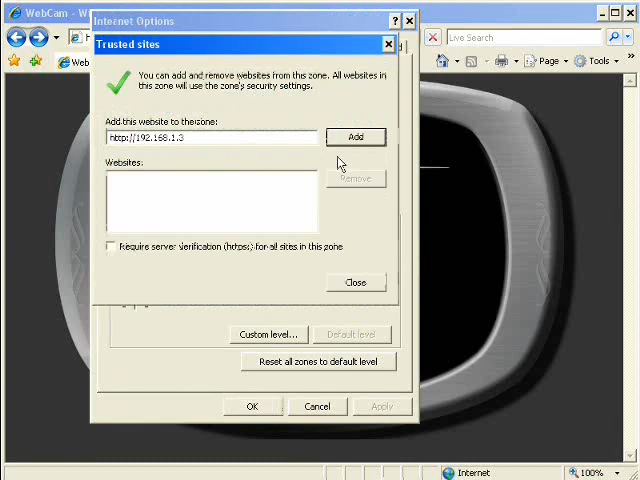 WebCam - W
Internet Options
Trusted sites
Live Search
Web
Page
Tools
You can add and remove websites from this zone. All websites in
this zone will use the zone's security settings.
Add this website to the zone:
http://192.168.1.3
Add
Websites:
Remove
Require server verification (https:) for all sites in this zone
Close
Custom level...
Default level
Reset all zones to default level
OK
Cancel
Apply
Internet
100%